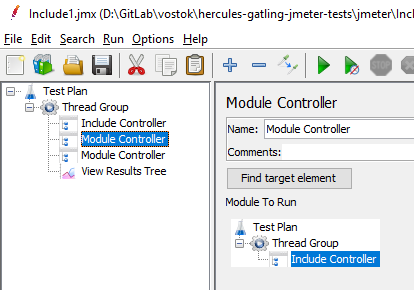 Include1.jmx (D:\GitLab\vostok\hercules-gatling-jmeter-tests\jmeter\Incl
File Edit Search Run Options Help
Test Plan
Thread Group
Include Controller
Module Controller
Module Controller
View Results Tree
Module Controller
Name: Module Controller
Comments:
Find target element
Module To Run
Test Plan
Thread Group
Include Controller